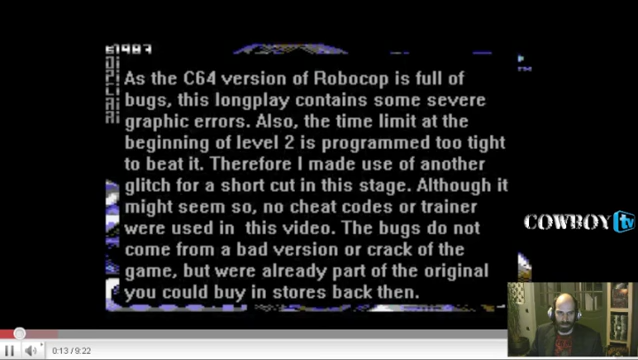 ©1987
As the C64 version of Robocop is full of
bugs, this longplay contains some severe
graphic errors. Also, the time limit at the
beginning of level 2 is programmed too tight
to beat it. Therefore I made use of another
glitch for a short cut in this stage. Although it
might seem so, no cheat codes or trainer
were used in this video. The bugs do not
come from a bad version or crack of the
game, but were already part of the original
you could buy in stores back then.
COWBOY tv
0:13 / 9:22